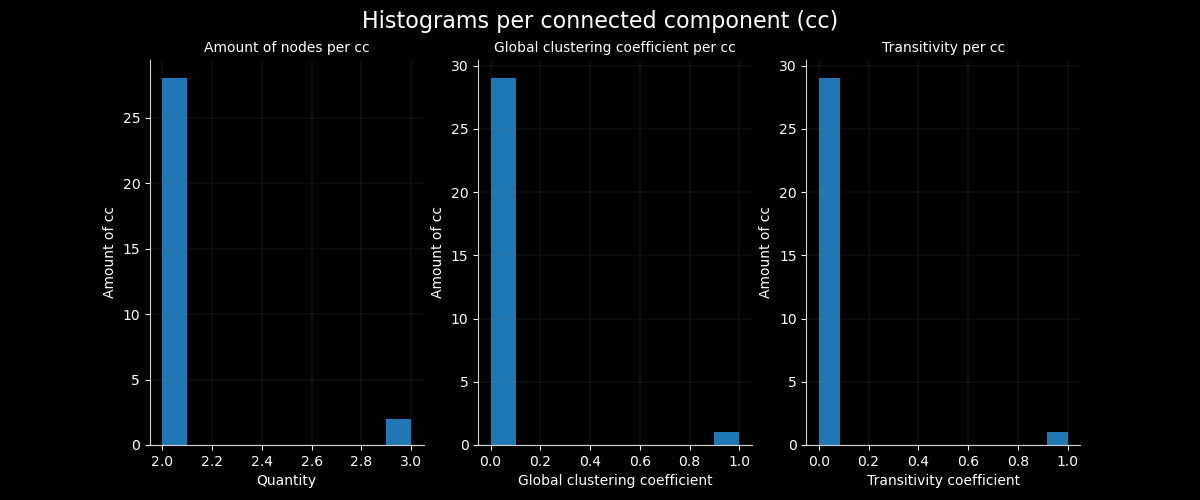 Histograms per connected component (cc)
Amount of nodes per cc
Global clustering coefficient per cc
Transitivity per cc
Amount of cc
0
5
10
15
20
25
2.0 2.2 2.4 2.6 2.8 3.0
Quantity
Amount of cc
0
5
10
15
20
25
30
0.0 0.2 0.4 0.6 0.8 1.0
Global clustering coefficient
Amount of cc
0
5
10
15
20
25
30
0.0 0.2 0.4 0.6 0.8 1.0
Transitivity coefficient